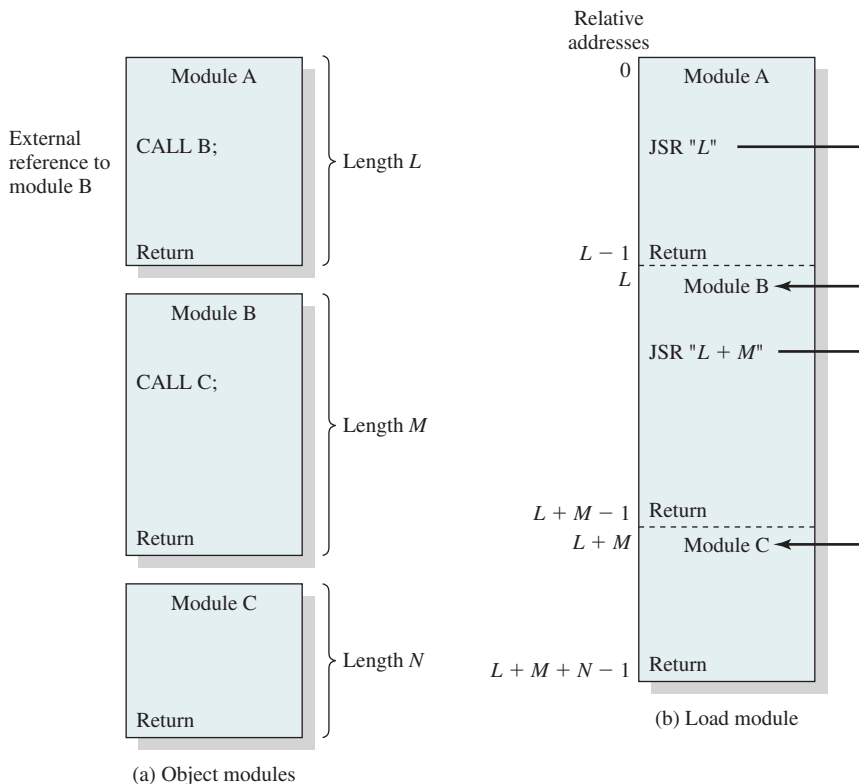 External
reference to
module B
Module A
CALL B;
Return
Length L
Module B
CALL C;
Return
Length M
Module C
Return
Length N
(a) Object modules
Relative
addresses
0
Module A
JSR "L"
L − 1
Return
L
Module B
JSR "L + M"
L + M − 1
Return
L + M
Module C
L + M + N − 1
Return
(b) Load module